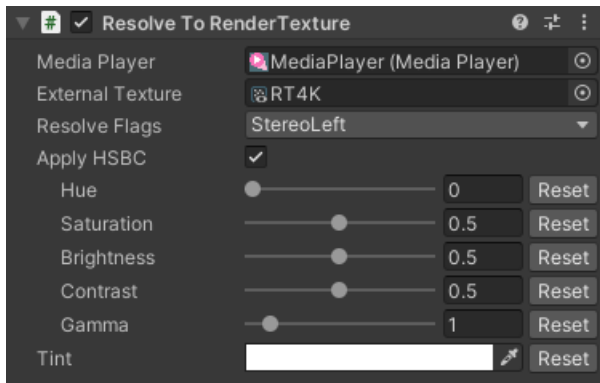 # Resolve To RenderTexture
Media Player MediaPlayer (Media Player)
External Texture RT4K
Resolve Flags StereoLeft
Apply HSBC
Hue 0 Reset
Saturation 0.5 Reset
Brightness 0.5 Reset
Contrast 0.5 Reset
Gamma 1 Reset
Tint Reset